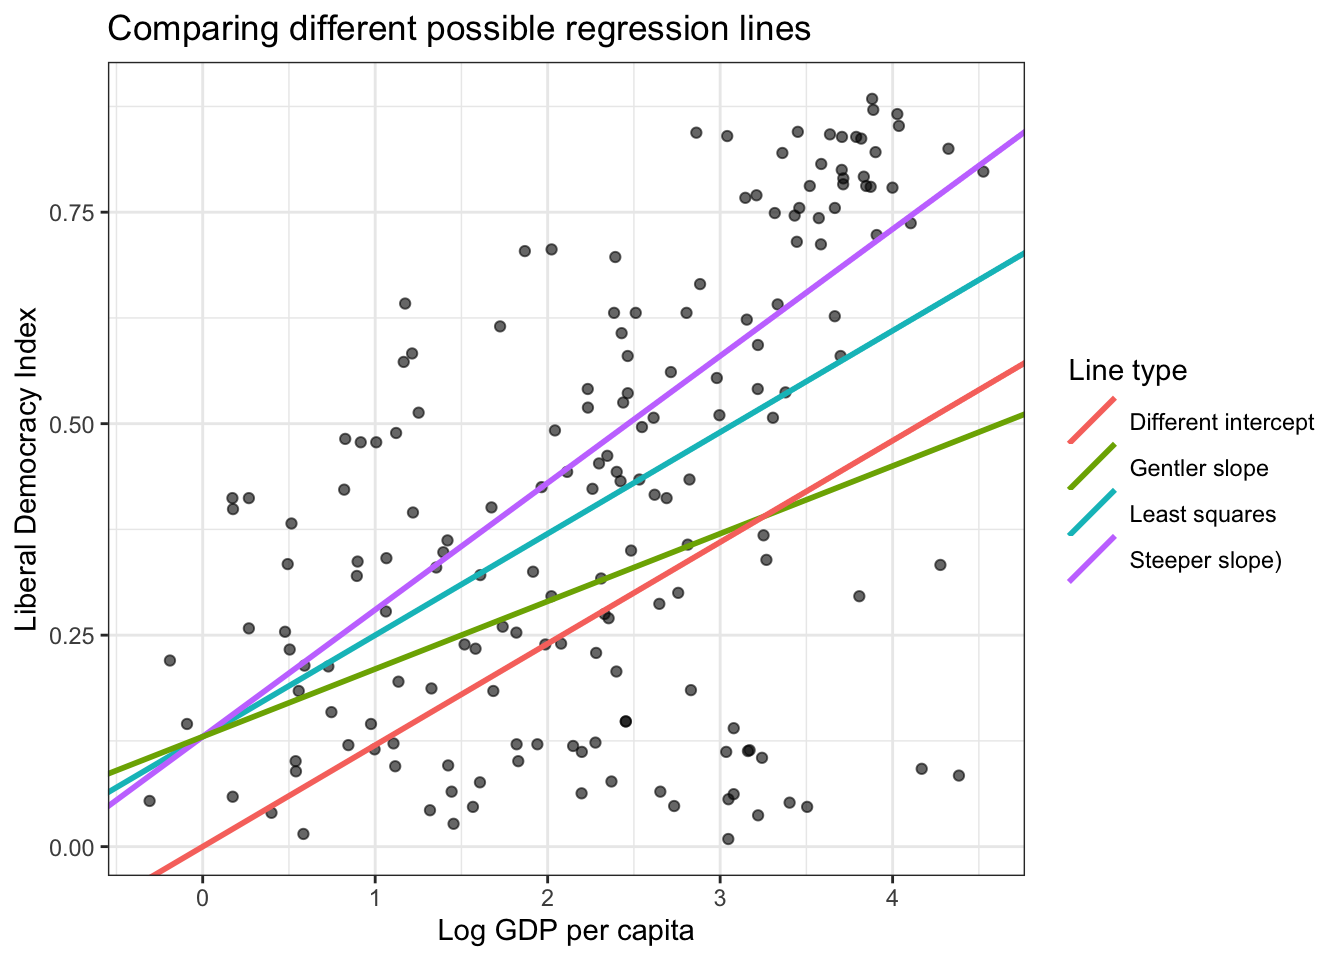 Comparing different possible regression lines
Liberal Democracy Index
0.75
0.50
0.25
0.00
0 1 2 3 4
Log GDP per capita
Line type
Different intercept
Gentler slope
Least squares
Steeper slope)